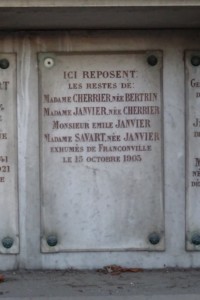 ICI REPOSENT
LES RESTES DE:
MADAME CHERRIER, NÉE BERTRIN
MADAME JANVIER, NÉE CHERRIER
MONSIEUR EMILE JANVIER
MADAME SAVART, NÉE JANVIER
EXHUMÉS DE FRANCONVILLE
LE 15 OCTOBRE 1905